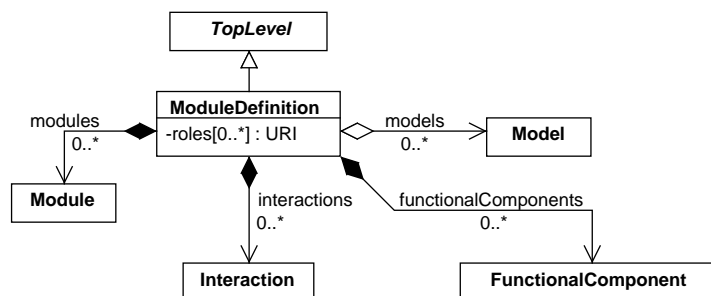 TopLevel
ModuleDefinition
-roles[0..*] : URI
modules
0..*
models
0..*
Model
Module
interactions
0..*
functionalComponents
0..*
Interaction
FunctionalComponent